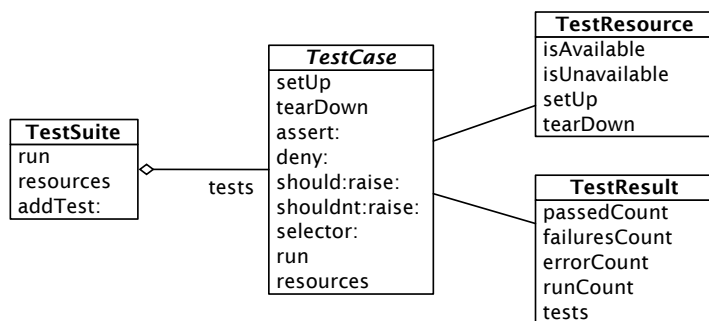 TestSuite
run
resources
addTest:
tests
TestCase
setUp
tearDown
assert:
deny:
should:raise:
shouldnt:raise:
selector:
run
resources
TestResource
isAvailable
isUnavailable
setUp
tearDown
TestResult
passedCount
failuresCount
errorCount
runCount
tests